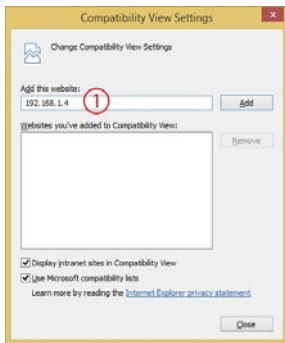 Compatibility View Settings
Change Compatibility View Settings
Add this website:
192.168.1.4
1
Add
Websites you've added to Compatibility View:
Remove
Display intranet sites in Compatibility View
Use Microsoft compatibility lists
Learn more by reading the Internet Explorer privacy statement
Close